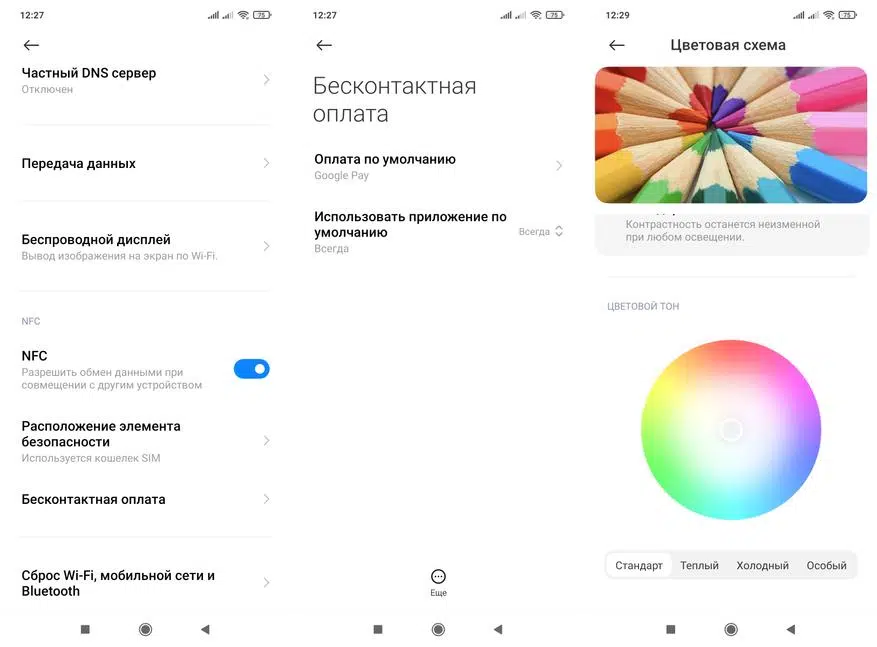 12:27
75
Частный DNS сервер
Отключен
Передача данных
Беспроводной дисплей
Вывод изображения на экран по Wi-Fi.
NFC
NFC
Разрешить обмен данными при
совмещении с другим устройством
Расположение элемента
безопасности
Используется кошелек SIM
Бесконтактная оплата
Сброс Wi-Fi, мобильной сети и
Bluetooth
12:27
75
Бесконтактная
оплата
Оплата по умолчанию
Google Pay
Использовать приложение по
умолчанию
Всегда
Всегда
Еще
12:29
75
Цветовая схема
Контрастность останется неизменной
при любом освещении.
ЦВЕТОВОЙ ТОН
Стандарт
Теплый
Холодный
Особый